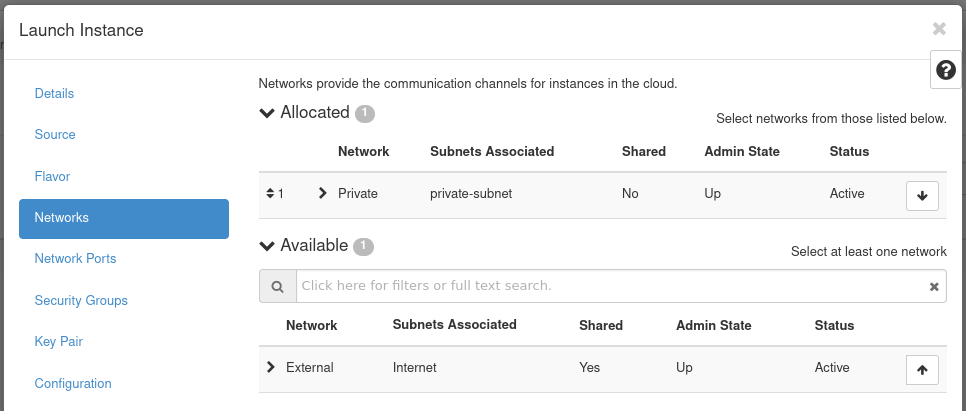 Launch Instance
Details
Source
Flavor
Networks
Network Ports
Security Groups
Key Pair
Configuration
Networks provide the communication channels for instances in the cloud.
Allocated 1
Select networks from those listed below.
Network Subnets Associated Shared Admin State Status
1 Private private-subnet No Up Active
Available 1
Select at least one network
Click here for filters or full text search.
Network Subnets Associated Shared Admin State Status
External Internet Yes Up Active